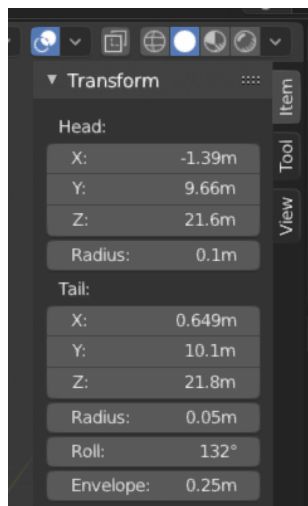 Transform
Head:
X: -1.39m
Y: 9.66m
Z: 21.6m
Radius: 0.1m
Tail:
X: 0.649m
Y: 10.1m
Z: 21.8m
Radius: 0.05m
Roll: 132°
Envelope: 0.25m
Item
Tool
View